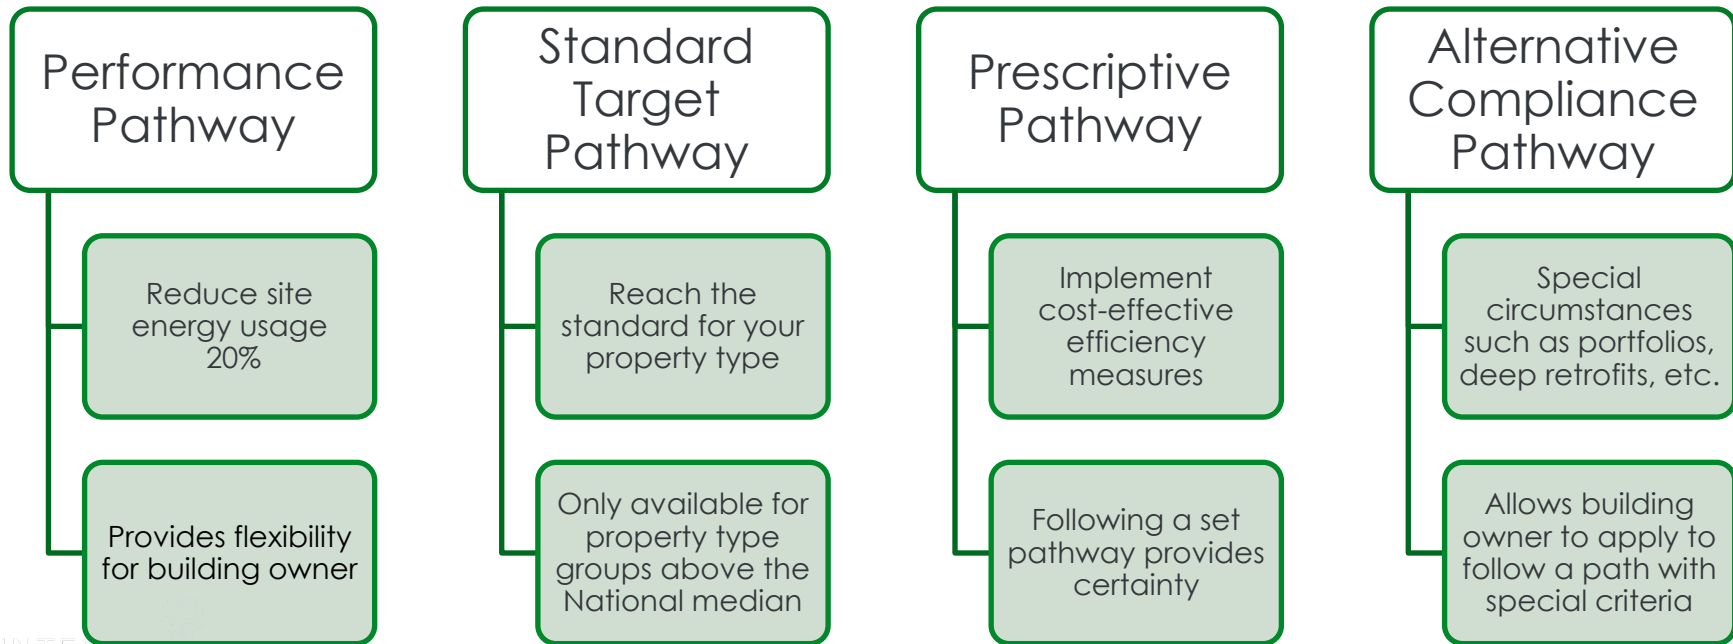 Performance
Pathway
Reduce site
energy usage
20%
Provides flexibility
for building owner
Standard
Target
Pathway
Reach the
standard for your
property type
Only available for
property type
groups above the
National median
Prescriptive
Pathway
Implement
cost-effective
efficiency
measures
Following a set
pathway provides
certainty
Alternative
Compliance
Pathway
Special
circumstances
such as portfolios,
deep retrofits, etc.
Allows building
owner to apply to
follow a path with
special criteria